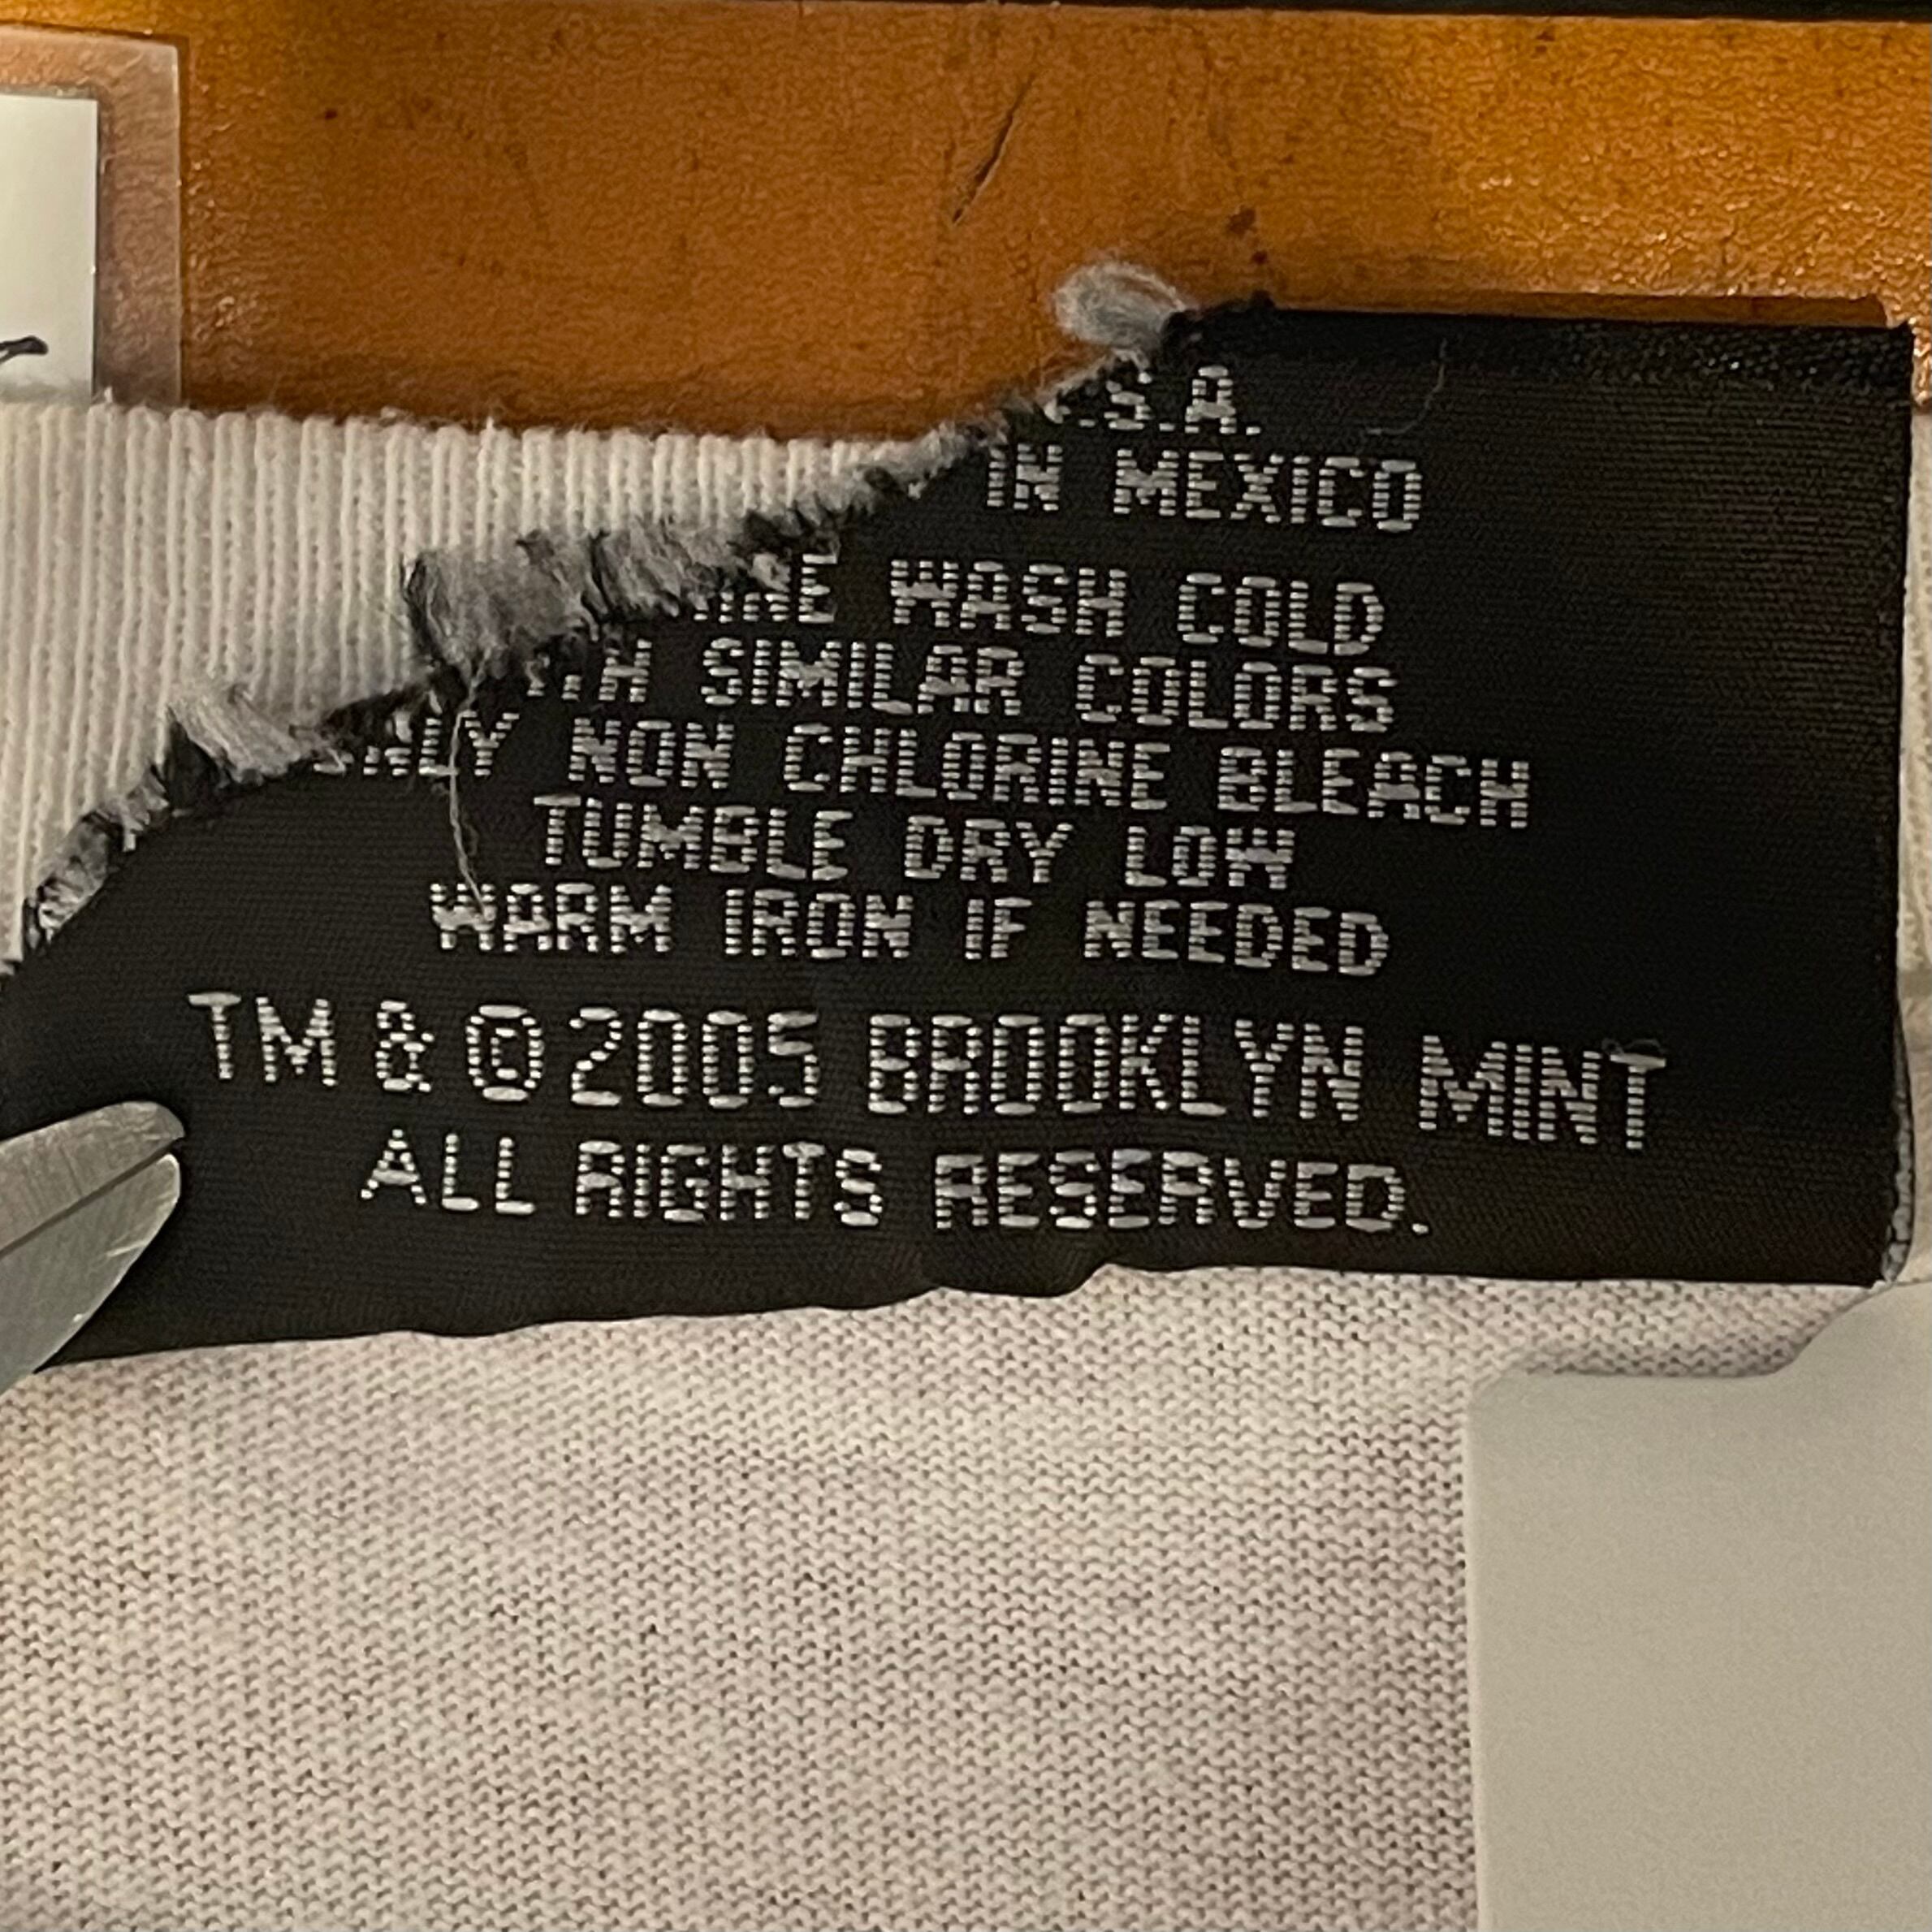 .S.A.
IN MEXICO
WASH COLD
SIMILAR COLORS
NON CHLORINE BLEACH
TUMBLE DRY LOW
WARM IRON IF NEEDED
TM & ©2005 BROOKLYN MINT
ALL RIGHTS RESERVED.